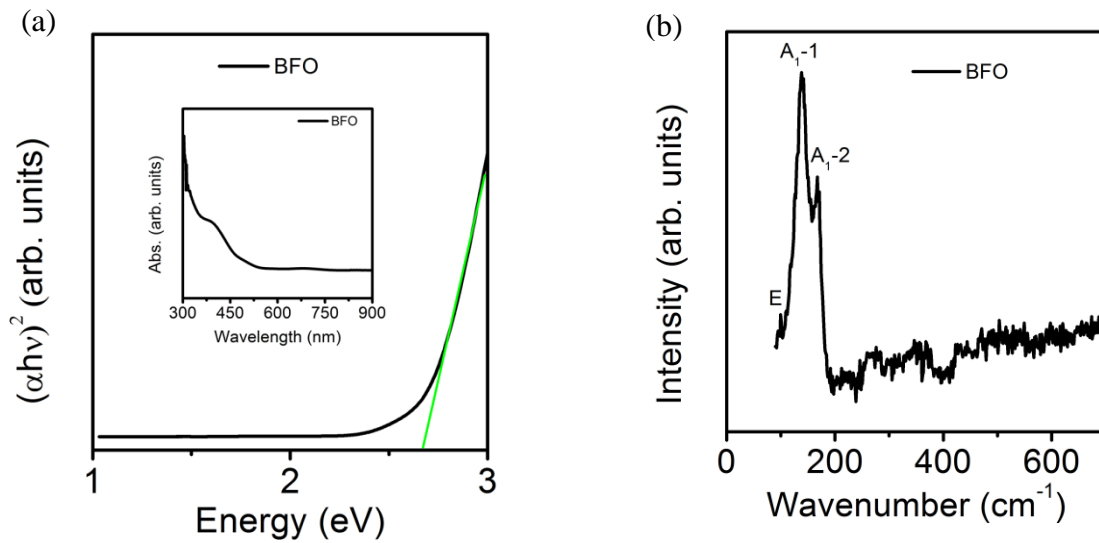 (a)
BFO
(αhν)² (arb. units)
BFO
Abs. (arb. units)
300 450 600 750 900
Wavelength (nm)
1 2 3
Energy (eV)
(b)
A₁-1
BFO
A₁-2
E
Intensity (arb. units)
0 200 400 600
Wavenumber (cm⁻¹)